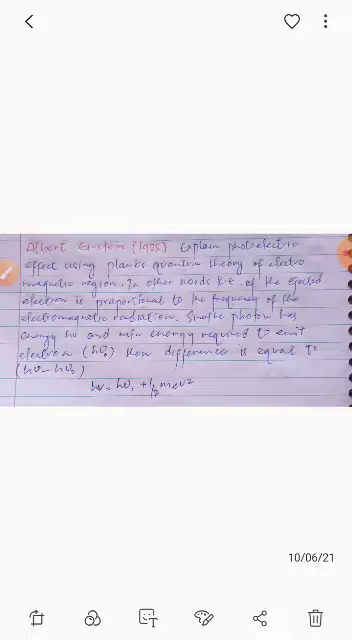 Albert Einstein (1905) Explain photoelectric
effect using planks quantum theory of electro
magnetic region. In other words K.E. of the ejected
electron is proportional to the frequency of the
electromagnetic radiation. Since photon has
energy hν and min energy required to emit
electron (hν₀) then difference is equal to
(hν - hν₀)
hν = hν₀ + 1/2 mev2
10/06/21
T